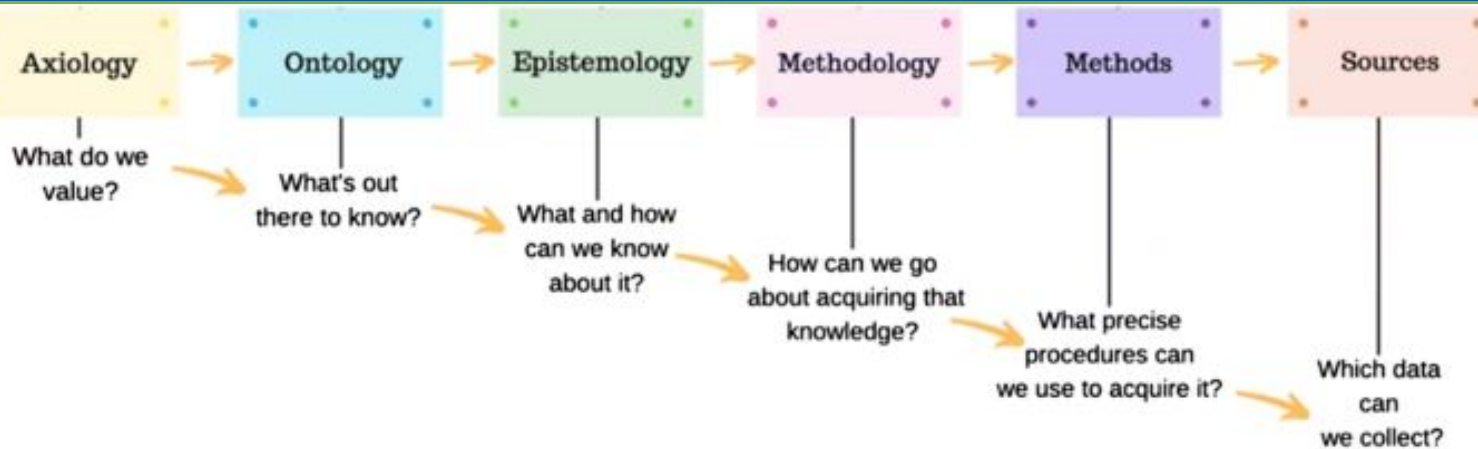 Axiology
Ontology
Epistemology
Methodology
Methods
Sources
What do we
value?
What's out
there to know?
What and how
can we know
about it?
How can we go
about acquiring that
knowledge?
What precise
procedures can
we use to acquire it?
Which data
can
we collect?